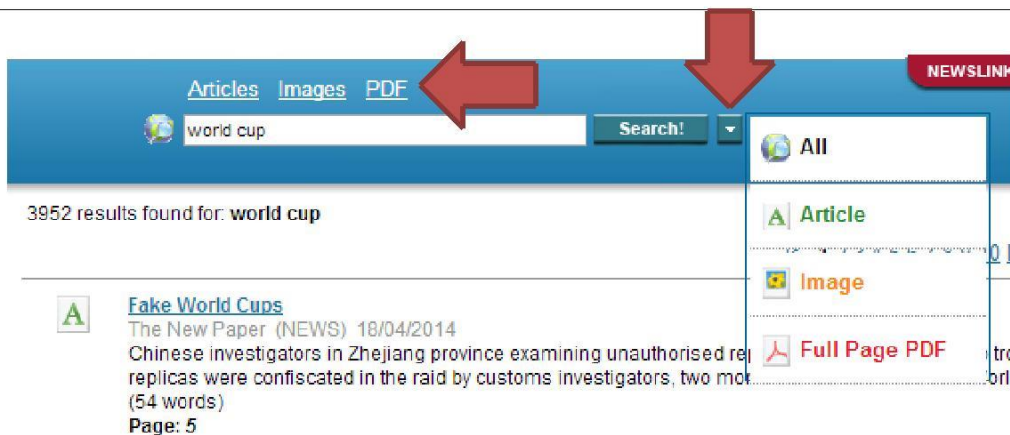 NEWSLINK
Articles Images PDF
world cup Search!
All
Article
Image
Full Page PDF
3952 results found for: world cup
Fake World Cups
The New Paper (NEWS) 18/04/2014
Chinese investigators in Zhejiang province examining unauthorised
replicas were confiscated in the raid by customs investigators, two
(54 words)
Page: 5